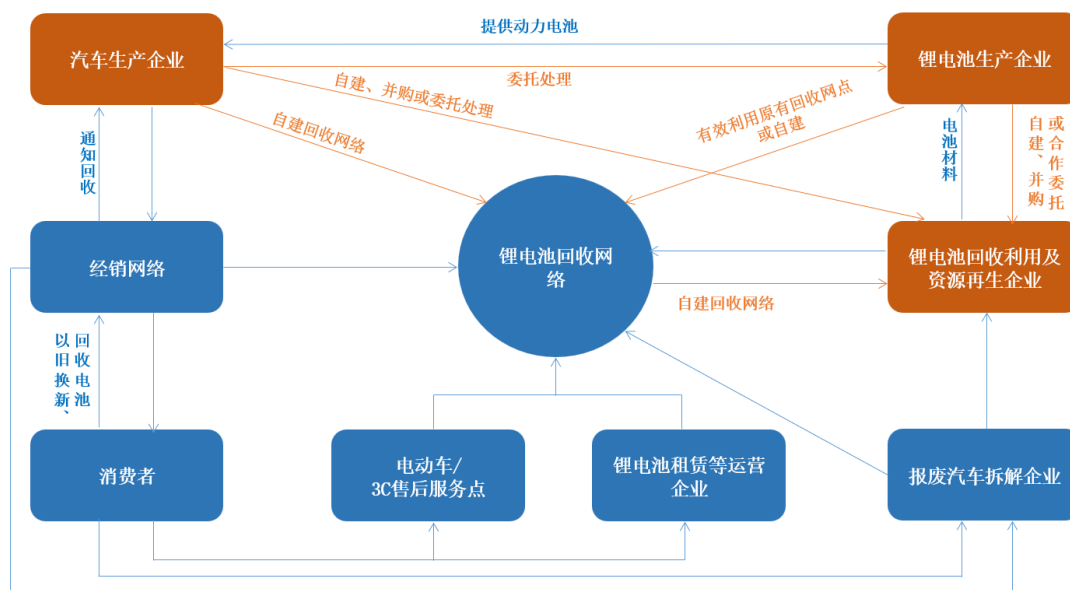 提供动力电池
汽车生产企业
锂电池生产企业
委托处理
自建、并购或委托处理
自建回收网络
有效利用原有回收网点
或自建
通知回收
电池材料
或合作委托
自建、并购
锂电池回收网
络
经销网络
锂电池回收利用及
资源再生企业
自建回收网络
回收电池
以旧换新、
消费者
电动车/
3C售后服务点
锂电池租赁等运营
企业
报废汽车拆解企业